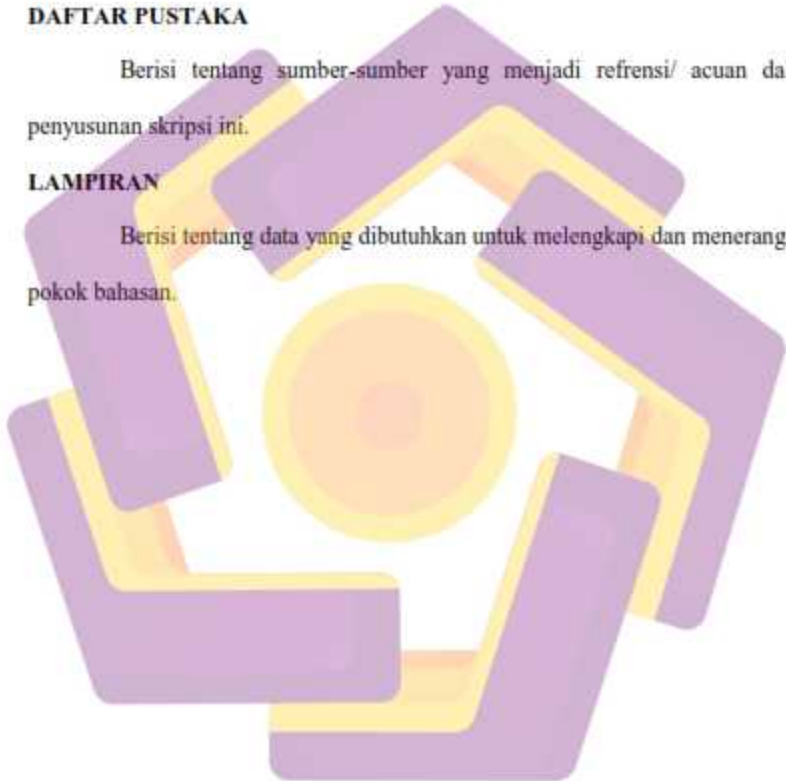 DAFTAR PUSTAKA
Berisi tentang sumber-sumber yang menjadi refrensi/ acuan da
penyusunan skripsi ini.
LAMPIRAN
Berisi tentang data yang dibutuhkan untuk melengkapi dan menerang
pokok bahasan.